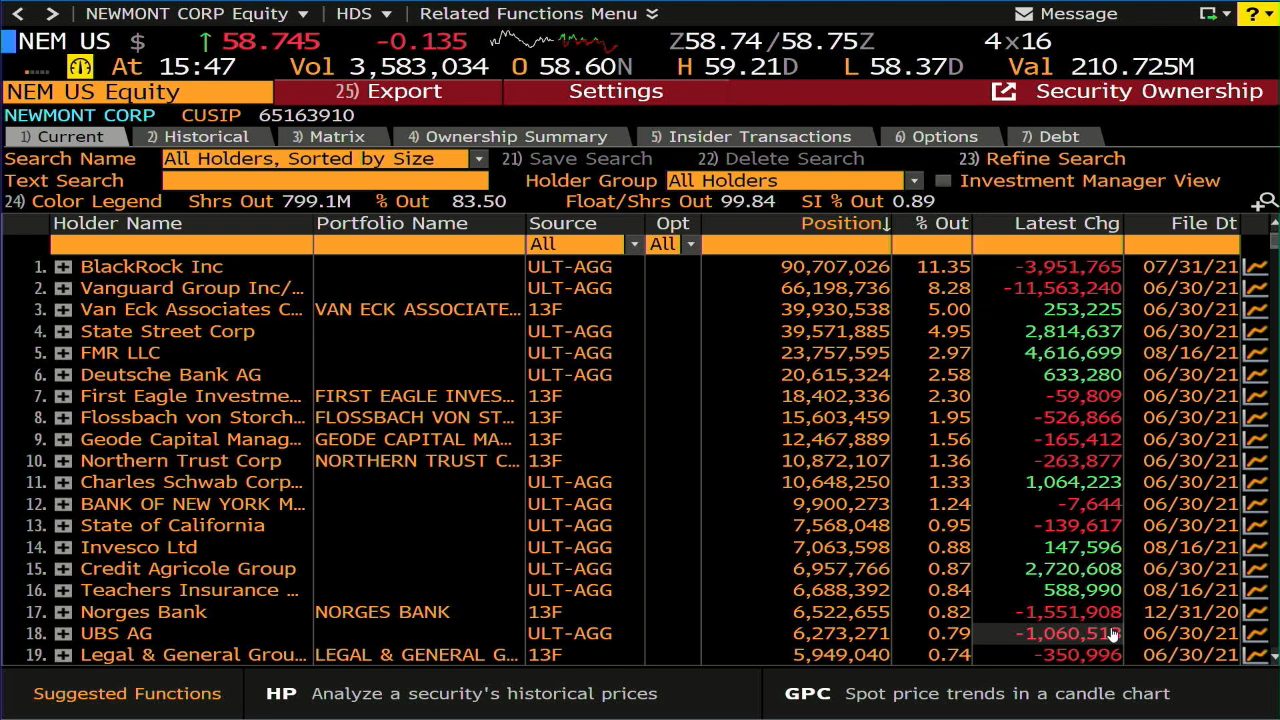 NEWMONT CORP Equity HDS Related Functions Menu Message ?
NEM US $ 58.745 -0.135 Z58.74/58.75Z 4x16
At 15:47 Vol 3,583,034 O 58.60N H 59.21D L 58.37D Val 210.725M
NEM US Equity 25) Export Settings Security Ownership
NEWMONT CORP CUSIP 65163910
1) Current 2) Historical 3) Matrix 4) Ownership Summary 5) Insider Transactions 6) Options 7) Debt
Search Name All Holders, Sorted by Size 21) Save Search 22) Delete Search 23) Refine Search
Text Search Holder Group All Holders Investment Manager View
24) Color Legend Shrs Out 799.1M % Out 83.50 Float/Shrs Out 99.84 SI % Out 0.89
Holder Name Portfolio Name Source Opt Position % Out Latest Chg File Dt
All All
1. BlackRock Inc ULT-AGG 90,707,026 11.35 -3,951,765 07/31/21
2. Vanguard Group Inc/... ULT-AGG 66,198,736 8.28 -11,563,240 06/30/21
3. Van Eck Associates C... VAN ECK ASSOCIATE... 13F 39,930,538 5.00 253,225 06/30/21
4. State Street Corp ULT-AGG 39,571,885 4.95 2,814,637 06/30/21
5. FMR LLC ULT-AGG 23,757,595 2.97 4,616,699 08/16/21
6. Deutsche Bank AG ULT-AGG 20,615,324 2.58 633,280 06/30/21
7. First Eagle Investme... FIRST EAGLE INVES... 13F 18,402,336 2.30 -59,809 06/30/21
8. Flossbach von Storch... FLOSSBACH VON ST... 13F 15,603,459 1.95 -526,866 06/30/21
9. Geode Capital Manag... GEODE CAPITAL MA... 13F 12,467,889 1.56 -165,412 06/30/21
10. Northern Trust Corp NORTHERN TRUST C... 13F 10,872,107 1.36 -263,877 06/30/21
11. Charles Schwab Corp... ULT-AGG 10,648,250 1.33 1,064,223 06/30/21
12. BANK OF NEW YORK M... ULT-AGG 9,900,273 1.24 -7,644 06/30/21
13. State of California ULT-AGG 7,568,048 0.95 -139,617 06/30/21
14. Invesco Ltd ULT-AGG 7,063,598 0.88 147,596 08/16/21
15. Credit Agricole Group ULT-AGG 6,957,766 0.87 2,720,608 06/30/21
16. Teachers Insurance ... ULT-AGG 6,688,392 0.84 588,990 06/30/21
17. Norges Bank NORGES BANK 13F 6,522,655 0.82 -1,551,908 12/31/20
18. UBS AG ULT-AGG 6,273,271 0.79 06/30/21
19. Legal & General Grou... LEGAL & GENERAL G... 13F 5,949,040 0.74 -350,996 06/30/21
Suggested Functions HP Analyze a security's historical prices GPC Spot price trends in a candle chart